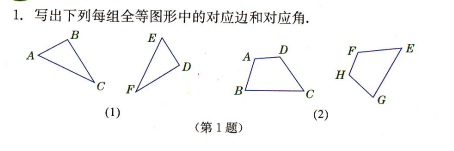 1. 写出下列每组全等图形中的对应边和对应角.
B E D F E
A D A H
C F B C G
(1) (2)
(第1题)